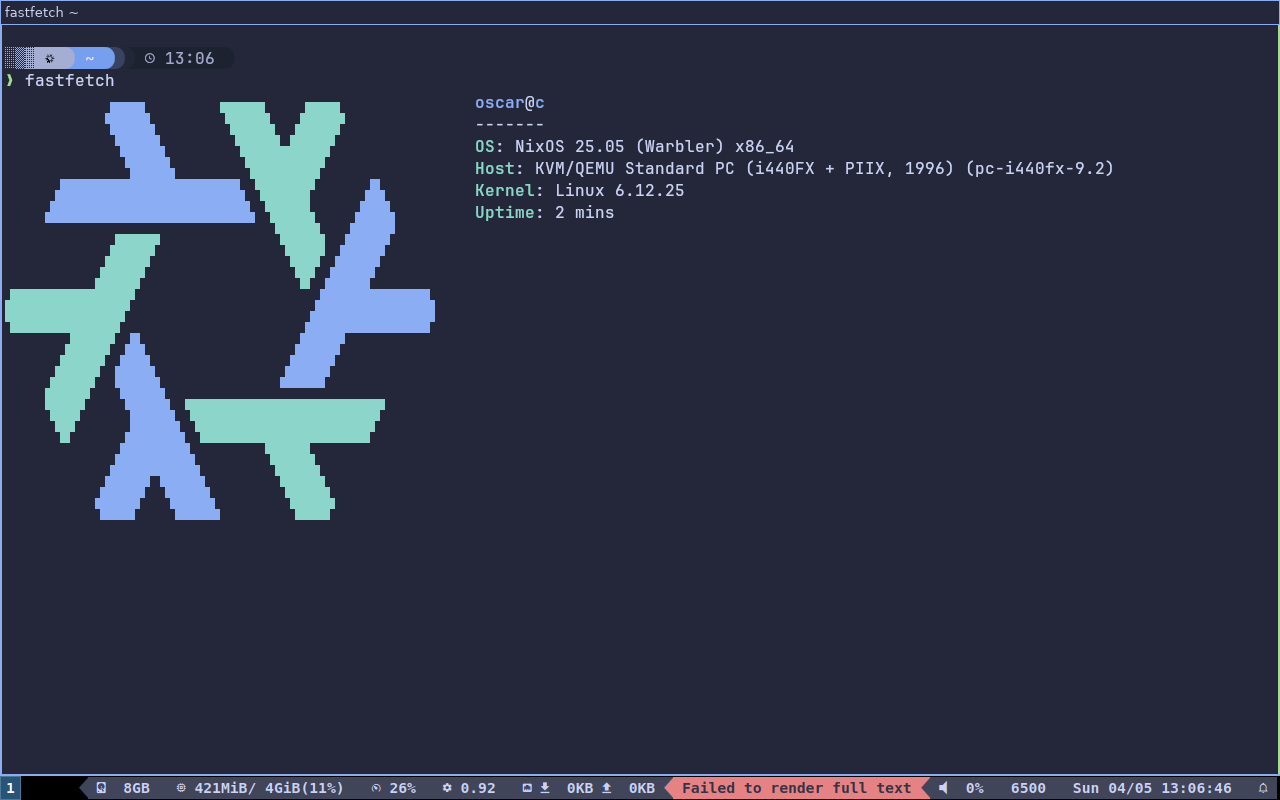 fastfetch ~
~ 13:06
❯ fastfetch
oscar@c
-------
OS: NixOS 25.05 (Warbler) x86_64
Host: KVM/QEMU Standard PC (i440FX + PIIX, 1996) (pc-i440fx-9.2)
Kernel: Linux 6.12.25
Uptime: 2 mins
1 8GB 421MiB/ 4GiB(11%) 26% 0.92 0KB 0KB Failed to render full text 0% 6500 Sun 04/05 13:06:46